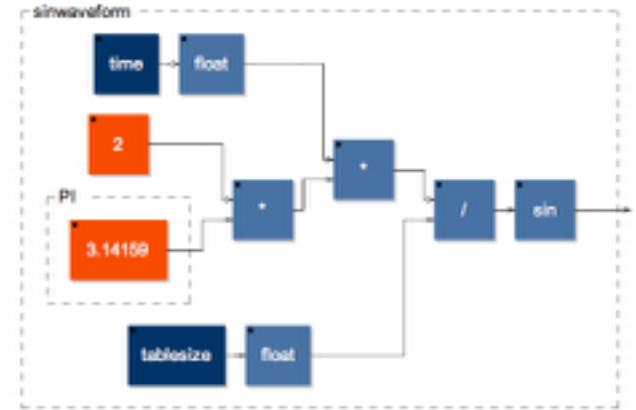 sinwaveform
time
float
2
*
*
PI
3.14159
/
sin
tablesize
float